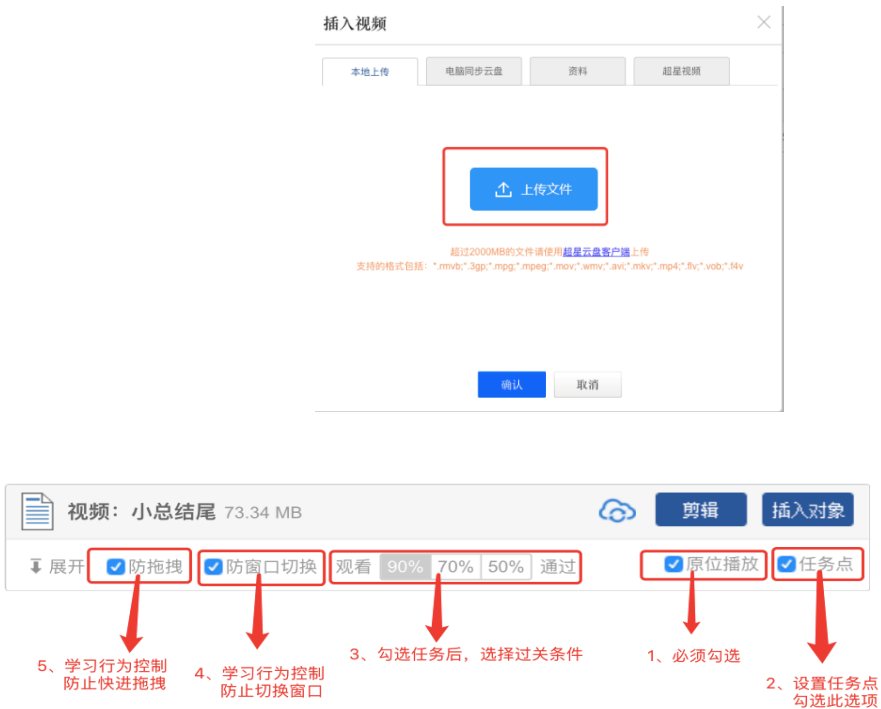 插入视频
本地上传
电脑同步云盘
资料
超星视频
上传文件
超过2000MB的文件请使用超星云盘客户端上传
支持的格式包括：*.rmvb;*.3gp;*.mpg;*.mpeg;*.mov;*.wmv;*.avi;*.mkv;*.mp4;*.flv;*.vob;*.f4v
确认
取消
视频：小总结尾 73.34 MB
剪辑
插入对象
展开
防拖拽
防窗口切换
观看 90% 70% 50% 通过
原位播放
任务点
5、学习行为控制
防止快进拖拽
4、学习行为控制
防止切换窗口
3、勾选任务后，选择过关条件
1、必须勾选
2、设置任务点
勾选此选项